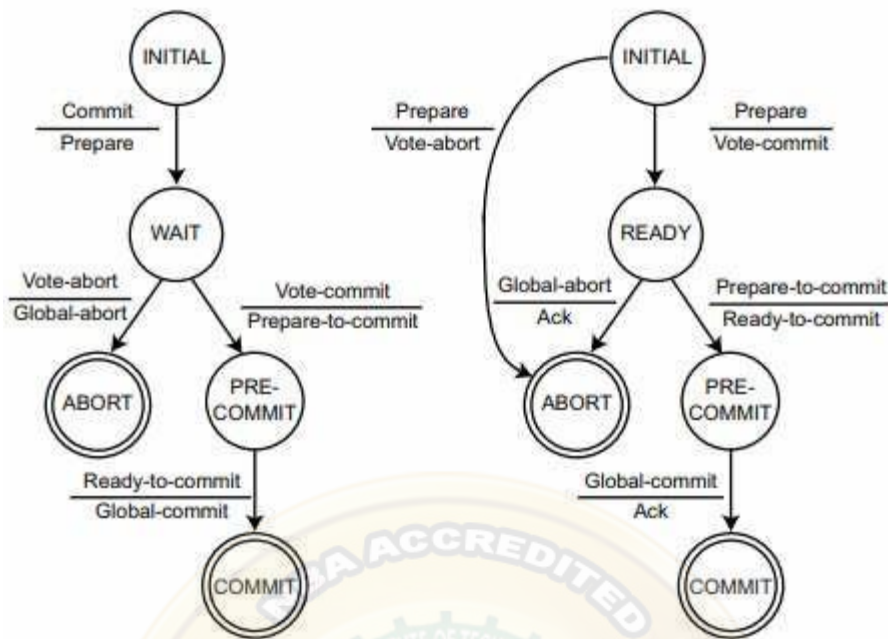 INITIAL
Commit
Prepare
WAIT
Vote-abort
Global-abort
Vote-commit
Prepare-to-commit
ABORT
PRE-
COMMIT
Ready-to-commit
Global-commit
COMMIT
INITIAL
Prepare
Vote-abort
Prepare
Vote-commit
READY
Global-abort
Ack
Prepare-to-commit
Ready-to-commit
ABORT
PRE-
COMMIT
Global-commit
Ack
COMMIT
NBA ACCREDITED